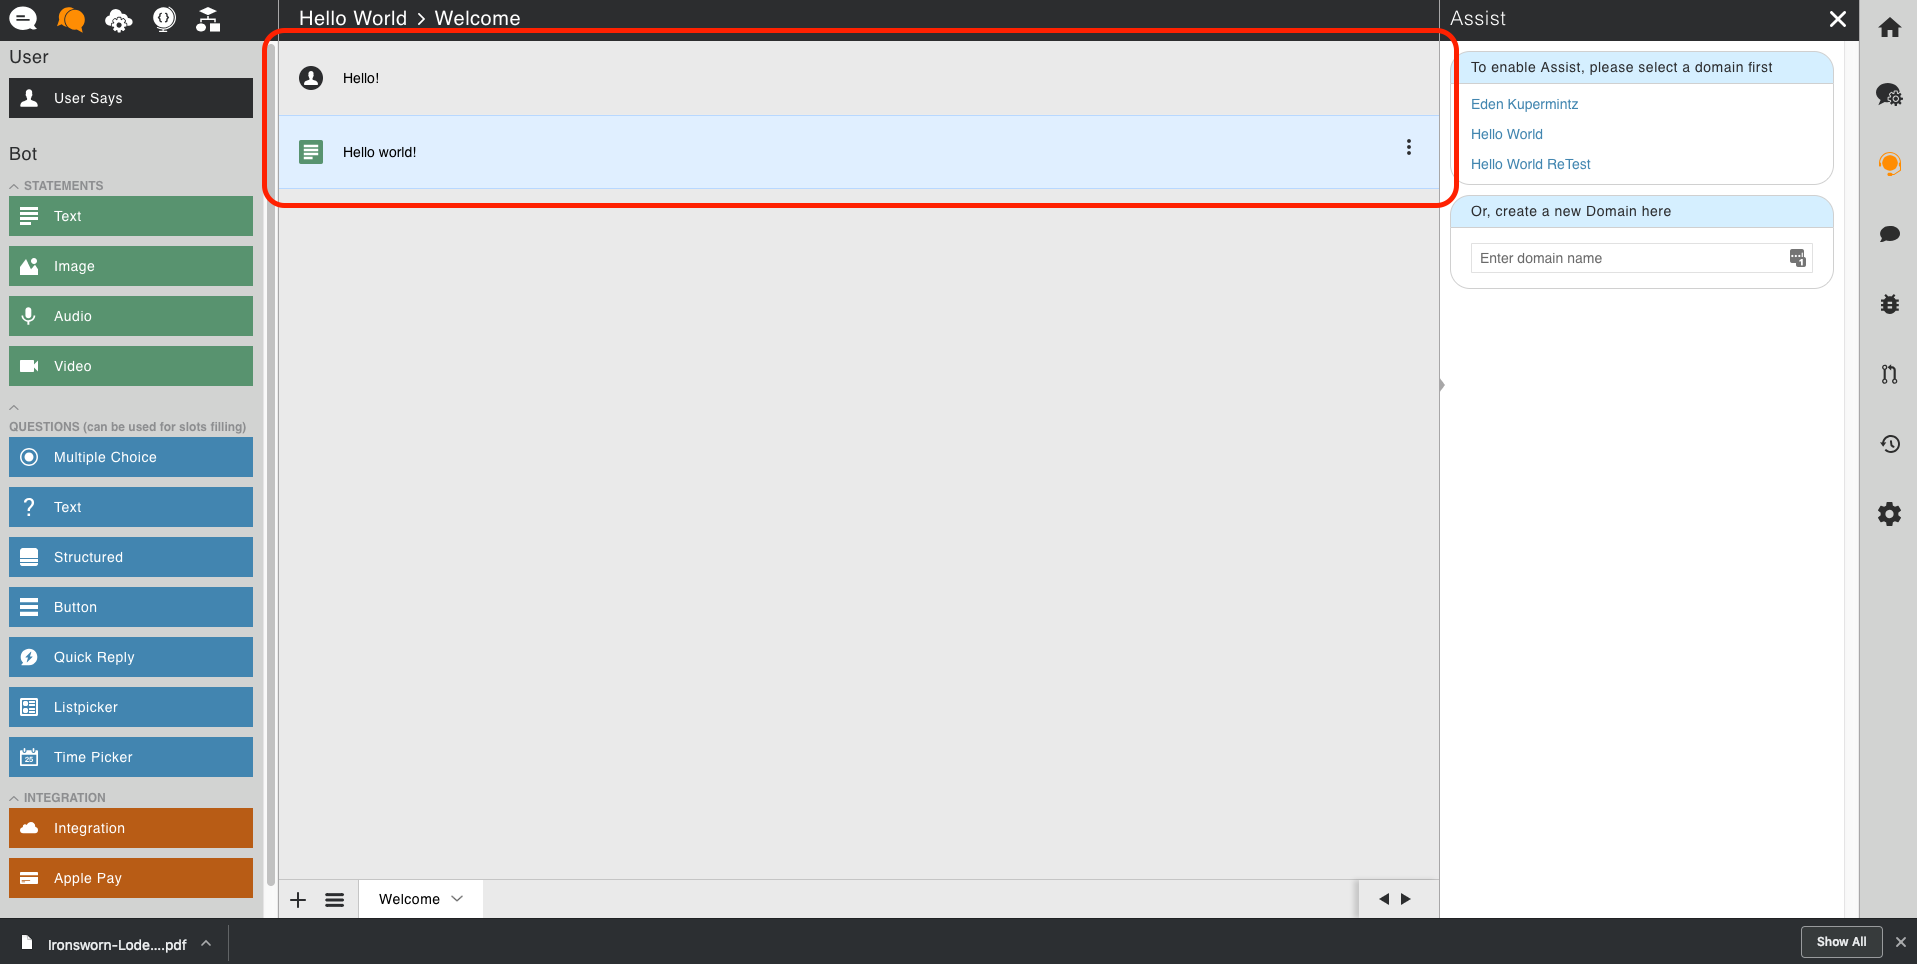 Hello World > Welcome
Assist
User
User Says
Bot
STATEMENTS
Text
Image
Audio
Video
QUESTIONS (can be used for slots filling)
Multiple Choice
Text
Structured
Button
Quick Reply
Listpicker
25
Time Picker
INTEGRATION
Integration
Apple Pay
Hello!
Hello world!
To enable Assist, please select a domain first
Eden Kupermintz
Hello World
Hello World ReTest
Or, create a new Domain here
Enter domain name
1
Welcome
Ironsworn-Lode....pdf
Show All